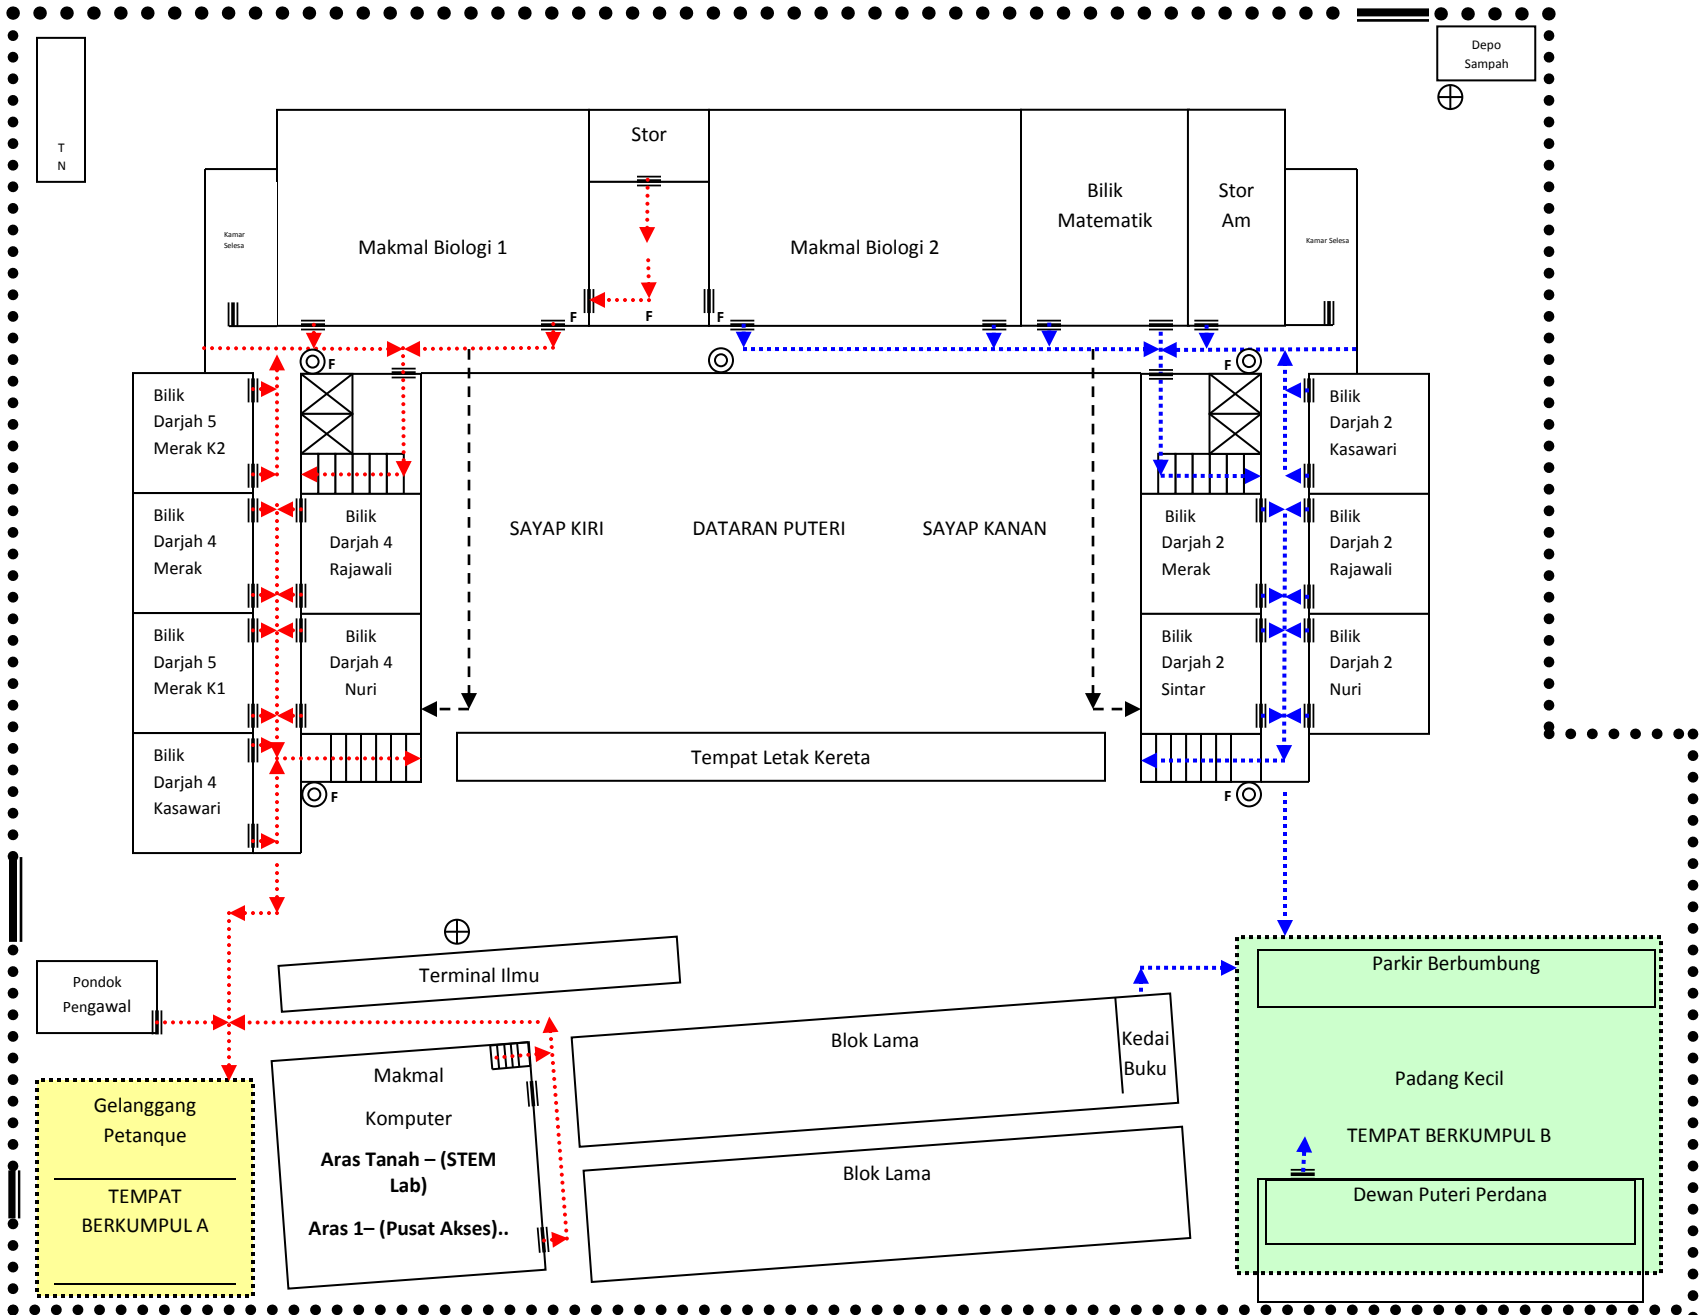 Depo
Sampah
T
N
Stor
Kamar
Selesa
Makmal Biologi 1
Makmal Biologi 2
Bilik
Matematik
Stor
Am
Kamar Selesa
F
F
F
F
F
Bilik
Darjah 5
Merak K2
Bilik
Darjah 2
Kasawari
Bilik
Darjah 4
Merak
Bilik
Darjah 4
Rajawali
SAYAP KIRI
DATARAN PUTERI
SAYAP KANAN
Bilik
Darjah 2
Merak
Bilik
Darjah 2
Rajawali
Bilik
Darjah 5
Merak K1
Bilik
Darjah 4
Nuri
Bilik
Darjah 2
Sintar
Bilik
Darjah 2
Nuri
Bilik
Darjah 4
Kasawari
Tempat Letak Kereta
F
F
Pondok
Pengawal
Terminal Ilmu
Parkir Berbumbung
Blok Lama
Kedai
Buku
Makmal
Komputer
Aras Tanah – (STEM
Lab)
Aras 1– (Pusat Akses)..
Padang Kecil
TEMPAT BERKUMPUL B
Gelanggang
Petanque
TEMPAT
BERKUMPUL A
Blok Lama
Dewan Puteri Perdana